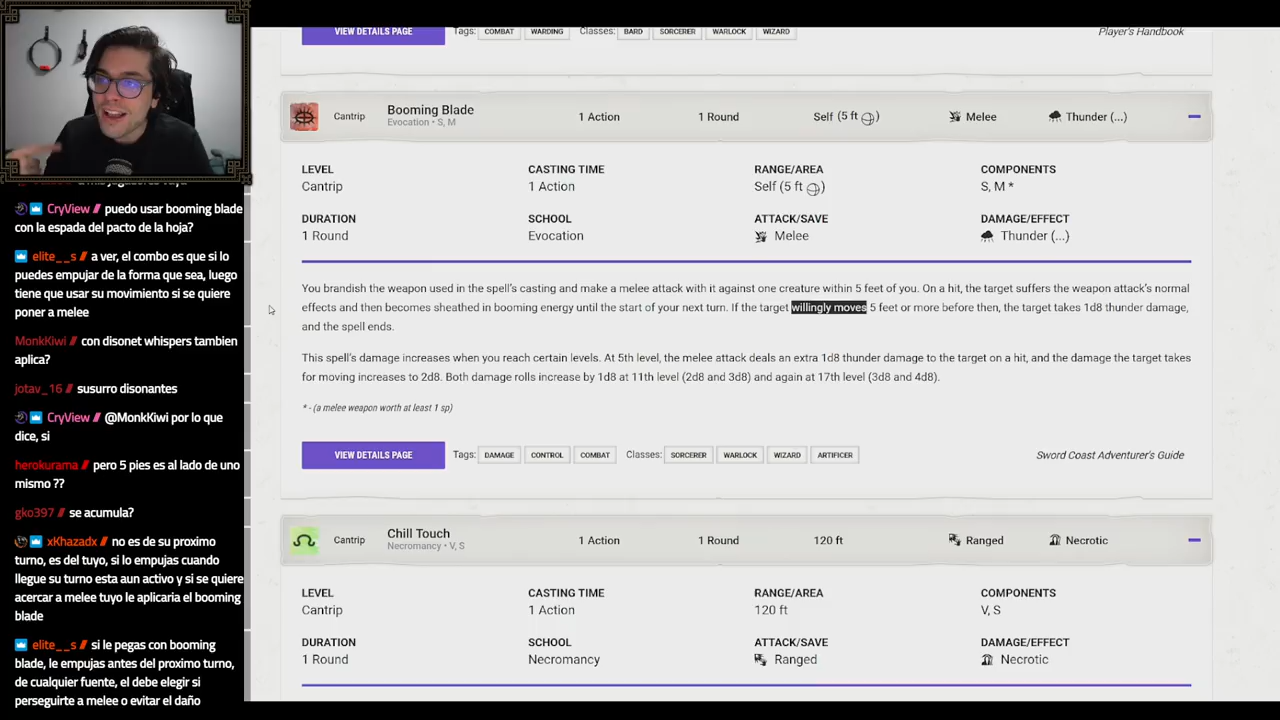 VIEW DETAILS PAGE Tags: COMBAT WARDING Classes: BARD SORCERER WARLOCK WIZARD Player's Handbook
Cantrip Booming Blade 1 Action 1 Round Self (5 ft ) Melee Thunder (...)
Evocation • S, M
LEVEL CASTING TIME RANGE/AREA COMPONENTS
Cantrip 1 Action Self (5 ft ) S, M *
DURATION SCHOOL ATTACK/SAVE DAMAGE/EFFECT
1 Round Evocation Melee Thunder (...)
You brandish the weapon used in the spell's casting and make a melee attack with it against one creature within 5 feet of you. On a hit, the target suffers the weapon attack's normal
effects and then becomes sheathed in booming energy until the start of your next turn. If the target willingly moves 5 feet or more before then, the target takes 1d8 thunder damage,
and the spell ends.
This spell's damage increases when you reach certain levels. At 5th level, the melee attack deals an extra 1d8 thunder damage to the target on a hit, and the damage the target takes
for moving increases to 2d8. Both damage rolls increase by 1d8 at 11th level (2d8 and 3d8) and again at 17th level (3d8 and 4d8).
* - (a melee weapon worth at least 1 sp)
VIEW DETAILS PAGE Tags: DAMAGE CONTROL COMBAT Classes: SORCERER WARLOCK WIZARD ARTIFICER Sword Coast Adventurer's Guide
Cantrip Chill Touch 1 Action 1 Round 120 ft Ranged Necrotic
Necromancy • V, S
LEVEL CASTING TIME RANGE/AREA COMPONENTS
Cantrip 1 Action 120 ft V, S
DURATION SCHOOL ATTACK/SAVE DAMAGE/EFFECT
1 Round Necromancy Ranged Necrotic
CryView // puedo usar booming blade
con la espada del pacto de la hoja?
elite__s // a ver, el combo es que si lo
puedes empujar de la forma que sea, luego
tiene que usar su movimiento si se quiere
poner a melee
MonkKiwi // con disonet whispers tambien
aplica?
jotav_16 // susurro disonantes
CryView // @MonkKiwi por lo que
dice, si
herokurama // pero 5 pies es al lado de uno
mismo ??
gko397 // se acumula?
xKhazadx // no es de su proximo
turno, es del tuyo, si lo empujas cuando
llegue su turno esta aun activo y si se quiere
acercar a melee tuyo le aplicaria el booming
blade
elite__s // si le pegas con booming
blade, le empujas antes del proximo turno,
de cualquier fuente, el debe elegir si
perseguirte a melee o evitar el daño